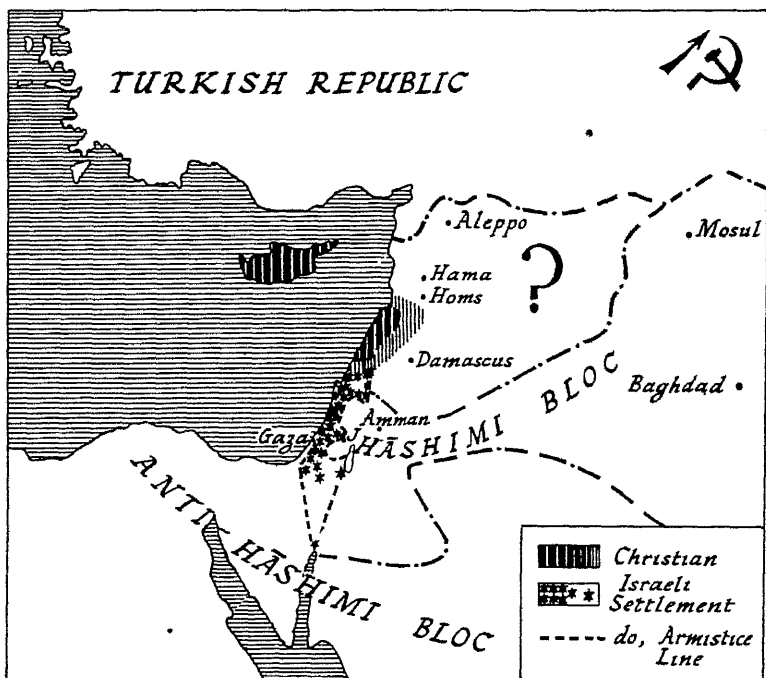 TURKISH REPUBLIC
Aleppo
Mosul
Hama
Homs
?
Damascus
Baghdad
Amman
Gaza
J
HĀSHIMI BLOC
ANTI-HĀSHIMI BLOC
Christian
Israeli
Settlement
do, Armistice
Line